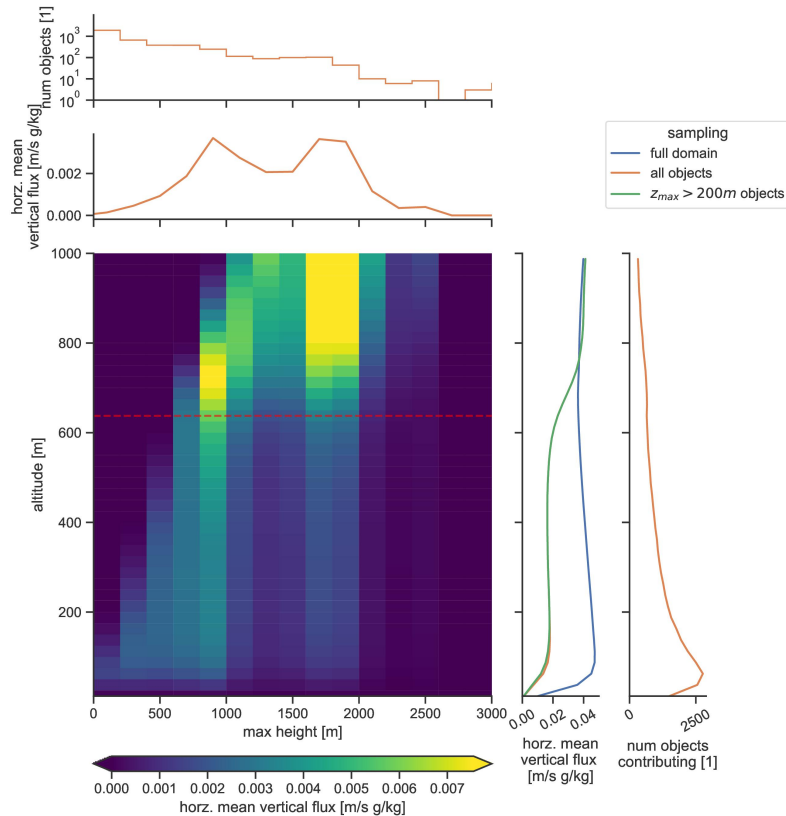 num objects [1]
10³
10²
10¹
10⁰
horz. mean
vertical flux [m/s g/kg]
0.002
0.000
sampling
full domain
all objects
z_max > 200m objects
altitude [m]
1000
800
600
400
200
0 500 1000 1500 2000 2500 3000
max height [m]
0.00 0.02 0.04
horz. mean
vertical flux
[m/s g/kg]
0 2500
num objects
contributing [1]
0.000 0.001 0.002 0.003 0.004 0.005 0.006 0.007
horz. mean vertical flux [m/s g/kg]